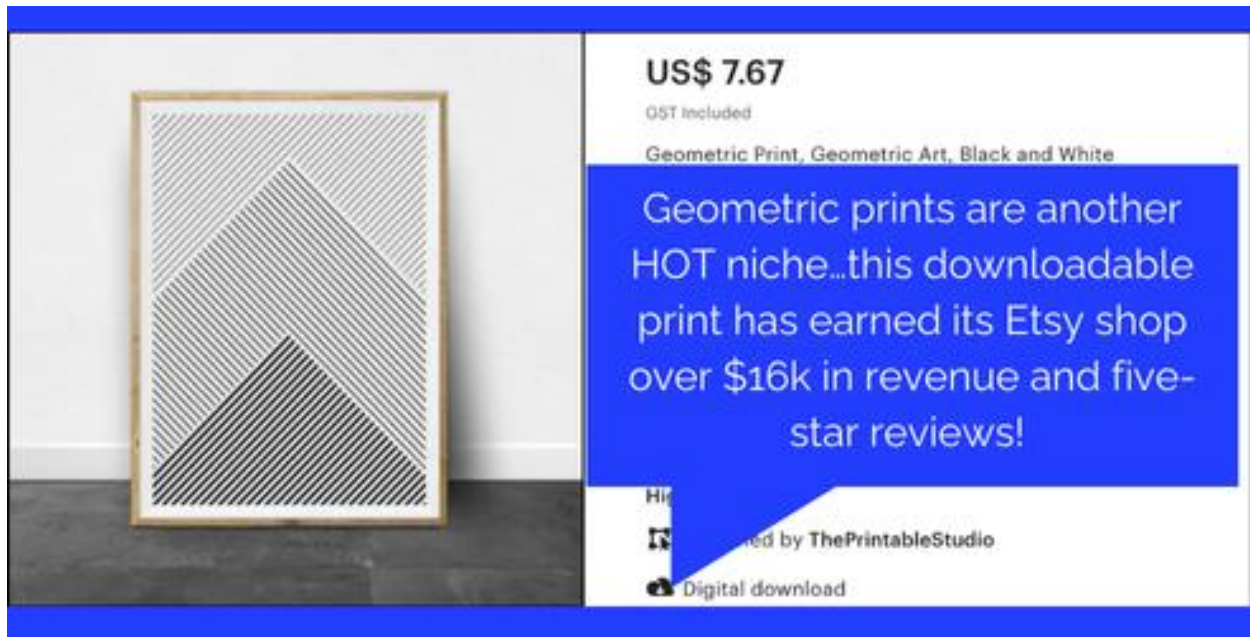 US$ 7.67
GST Included
Geometric Print, Geometric Art, Black and White
Geometric prints are another
HOT niche...this downloadable
print has earned its Etsy shop
over $16k in revenue and five-
star reviews!
by ThePrintableStudio
Digital download